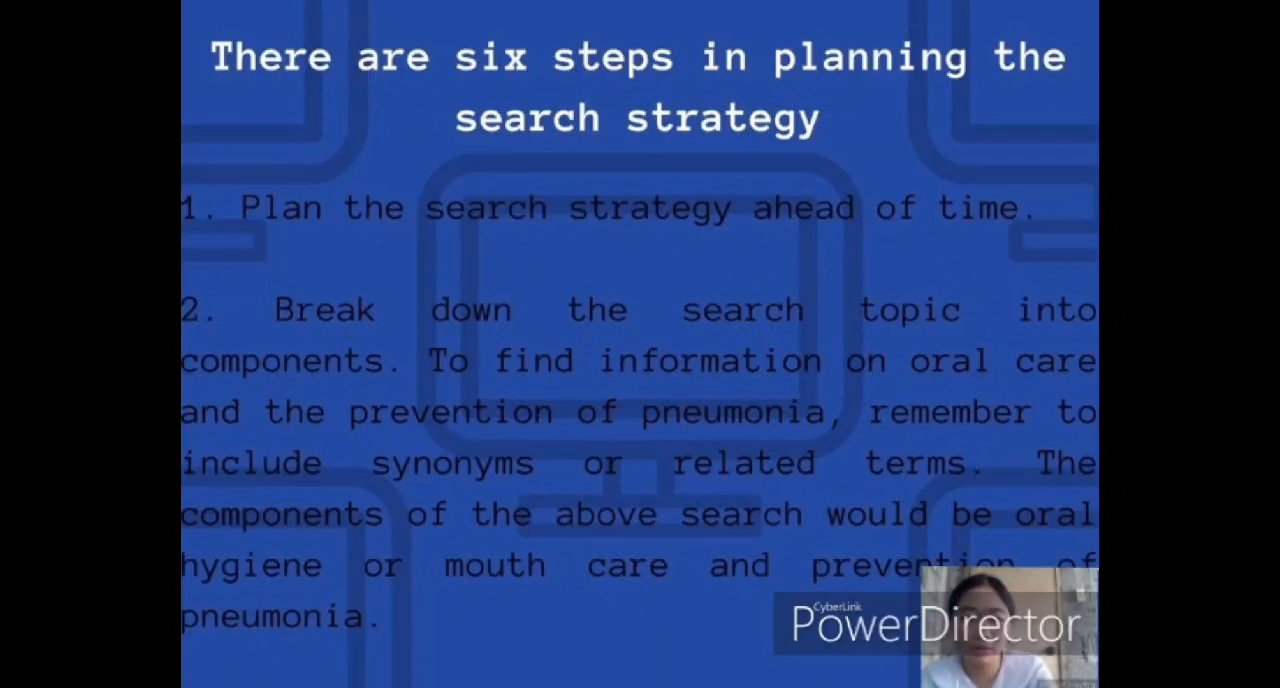 There are six steps in planning the
search strategy
1. Plan the search strategy ahead of time.
2. Break down the search topic into
components. To find information on oral care
and the prevention of pneumonia, remember to
include synonyms or related terms. The
components of the above search would be oral
hygiene or mouth care and prevention of
pneumonia.
CyberLink
PowerDirector